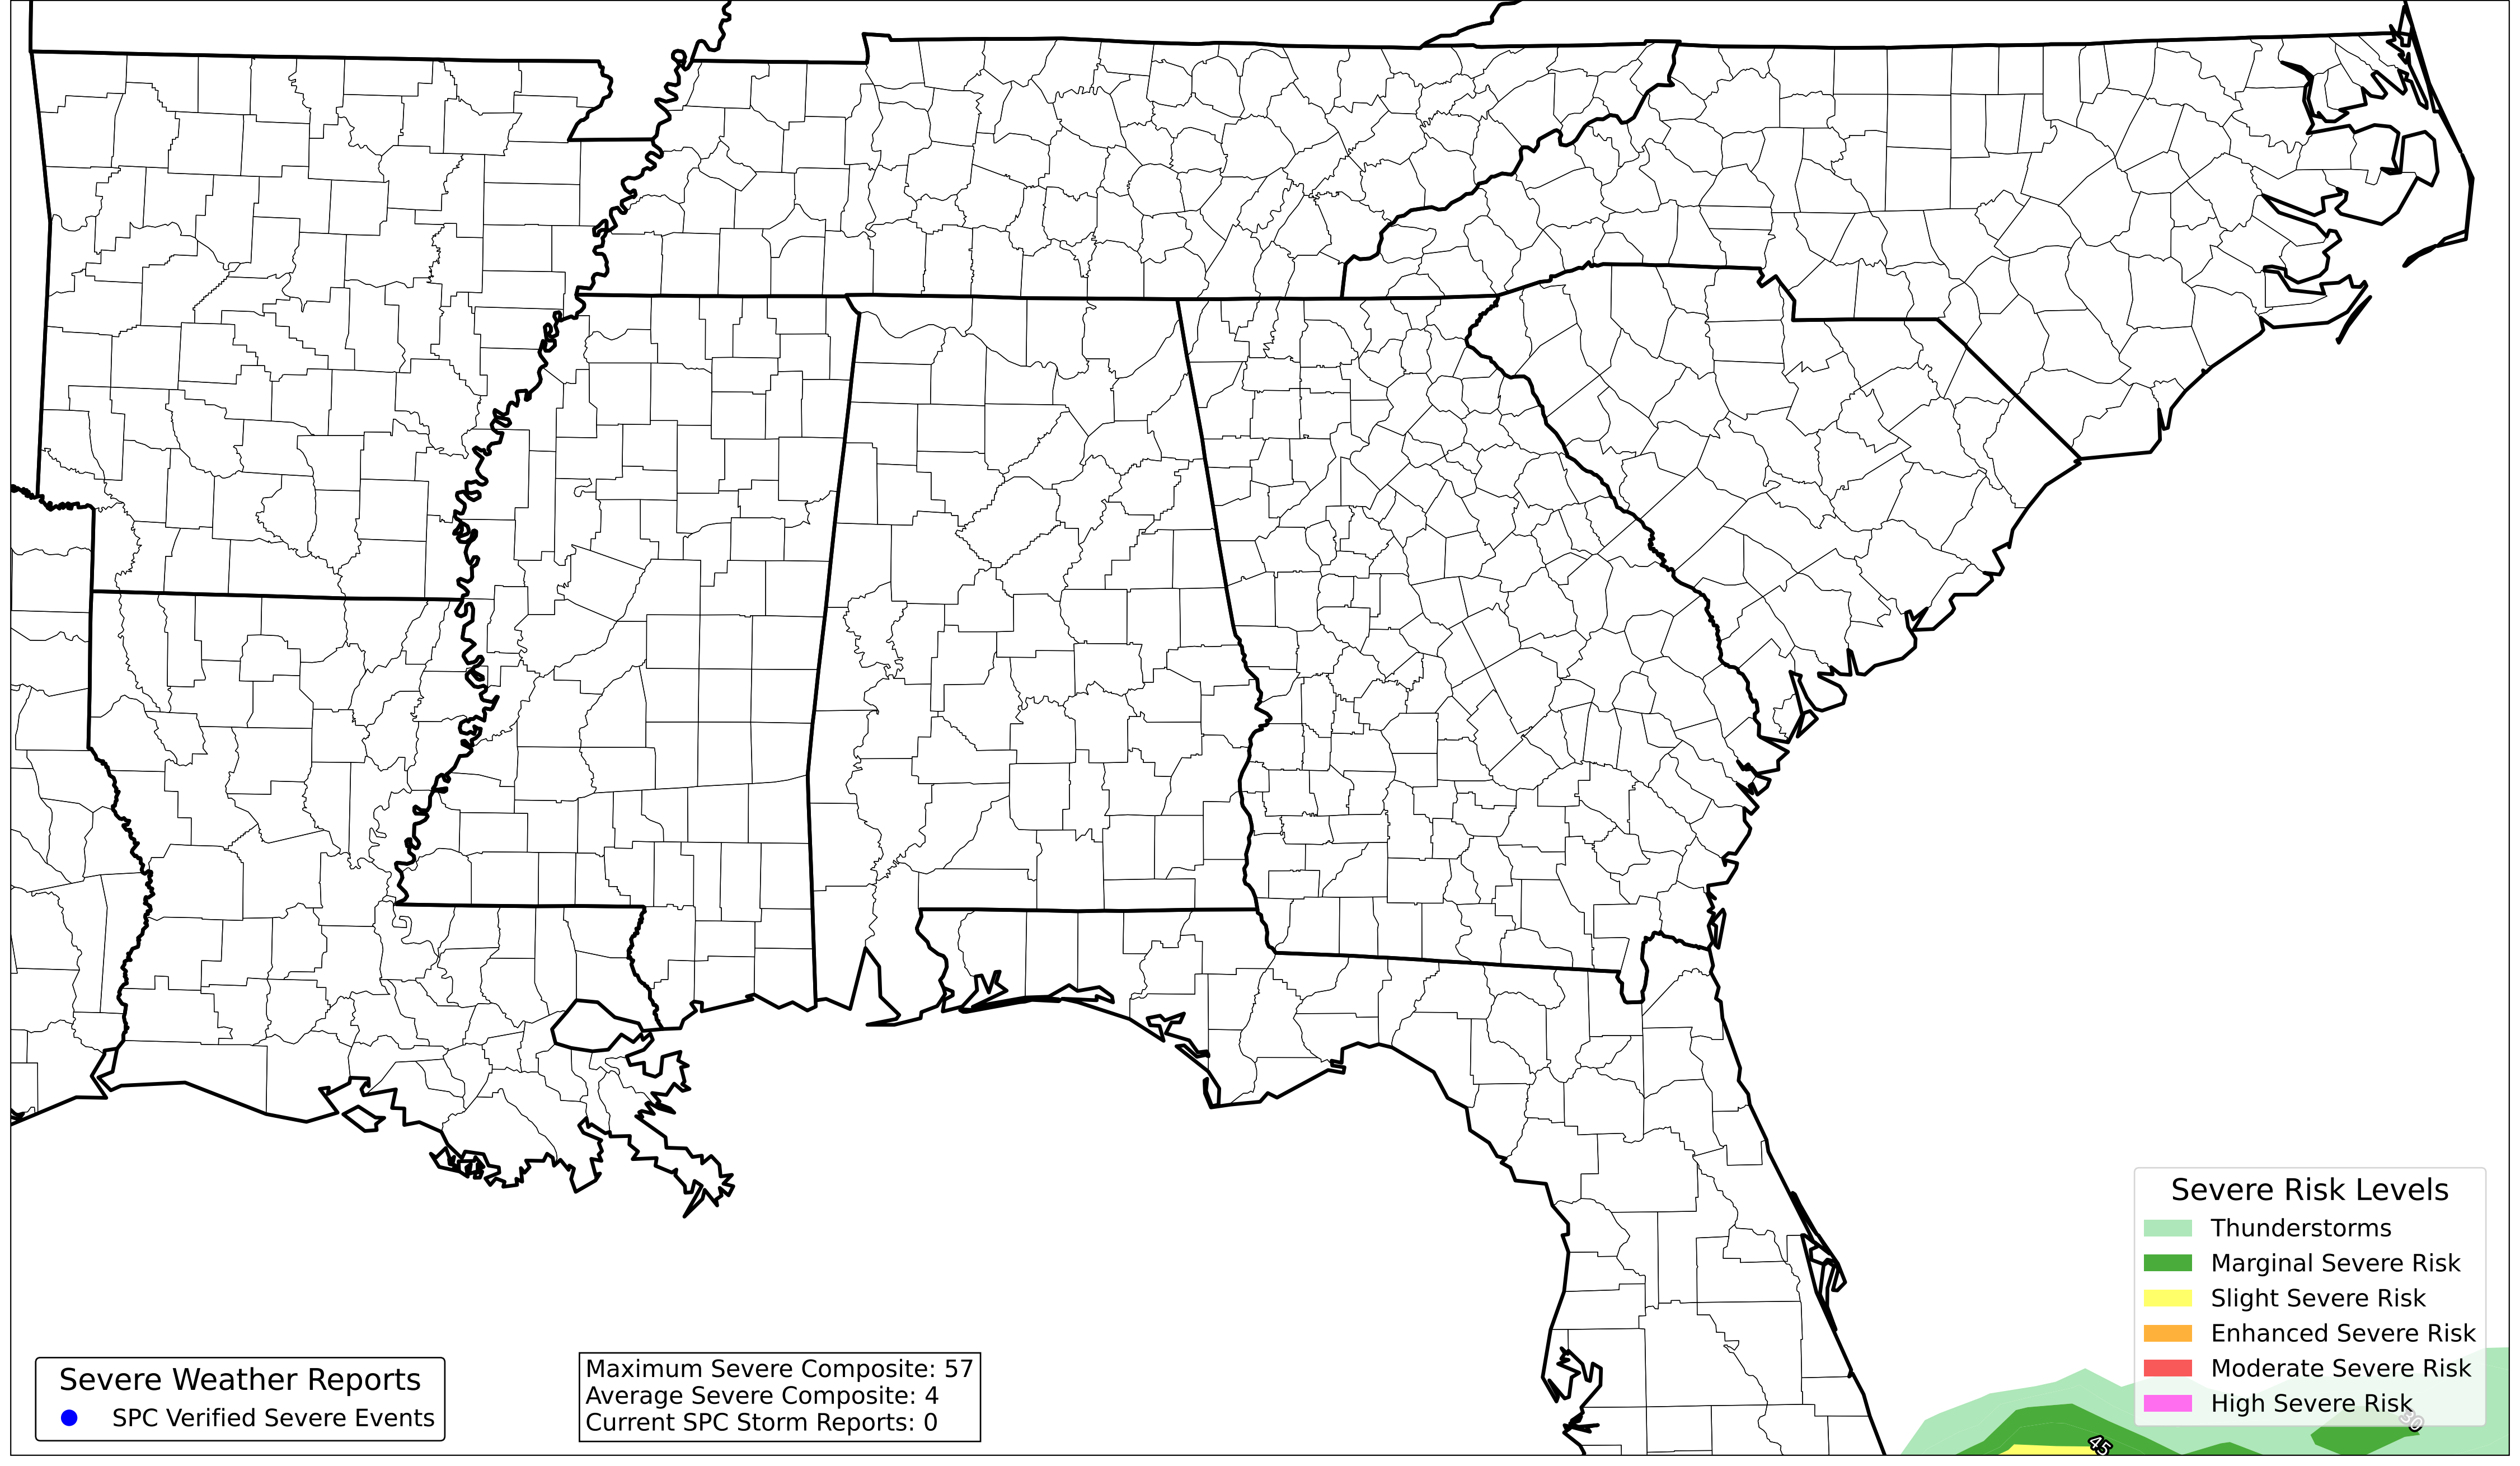 Severe Risk Levels
Thunderstorms
Marginal Severe Risk
Slight Severe Risk
Enhanced Severe Risk
Moderate Severe Risk
High Severe Risk
30
45
Severe Weather Reports
SPC Verified Severe Events
Maximum Severe Composite: 57
Average Severe Composite: 4
Current SPC Storm Reports: 0